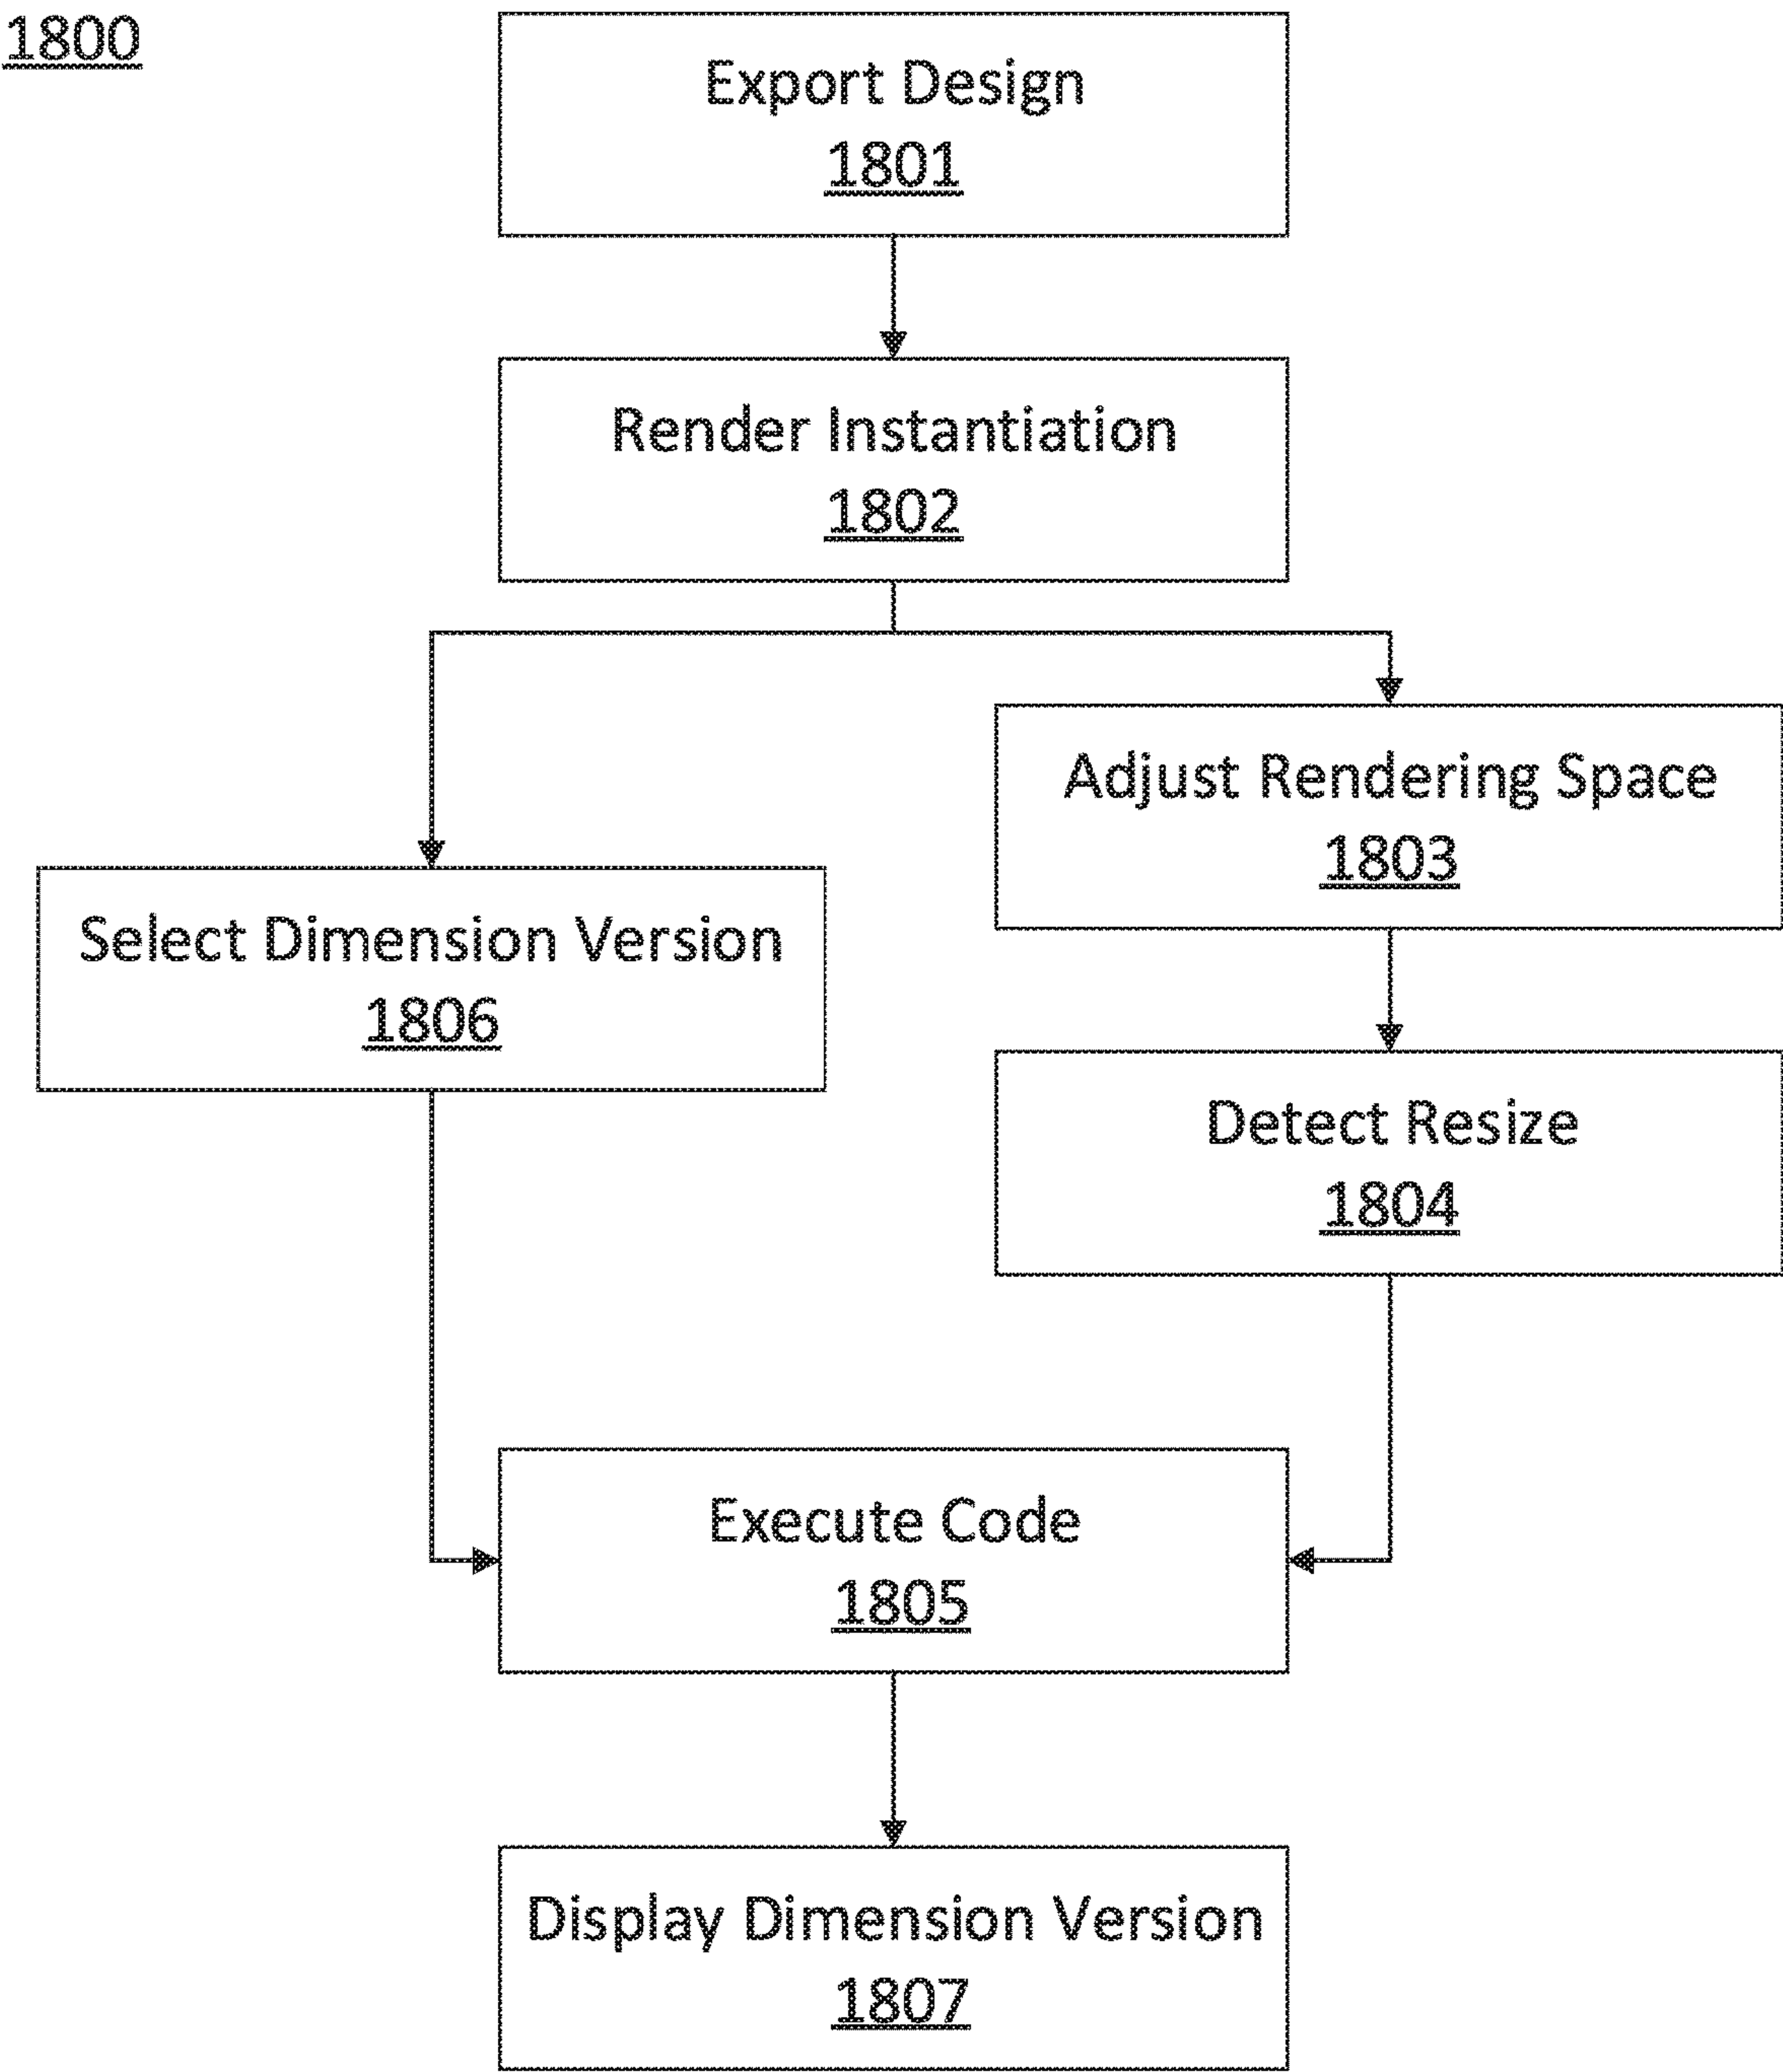 1800
Export Design
1801
Render Instantiation
1802
Adjust Rendering Space
1803
Select Dimension Version
1806
Detect Resize
1804
Execute Code
1805
Display Dimension Version
1807